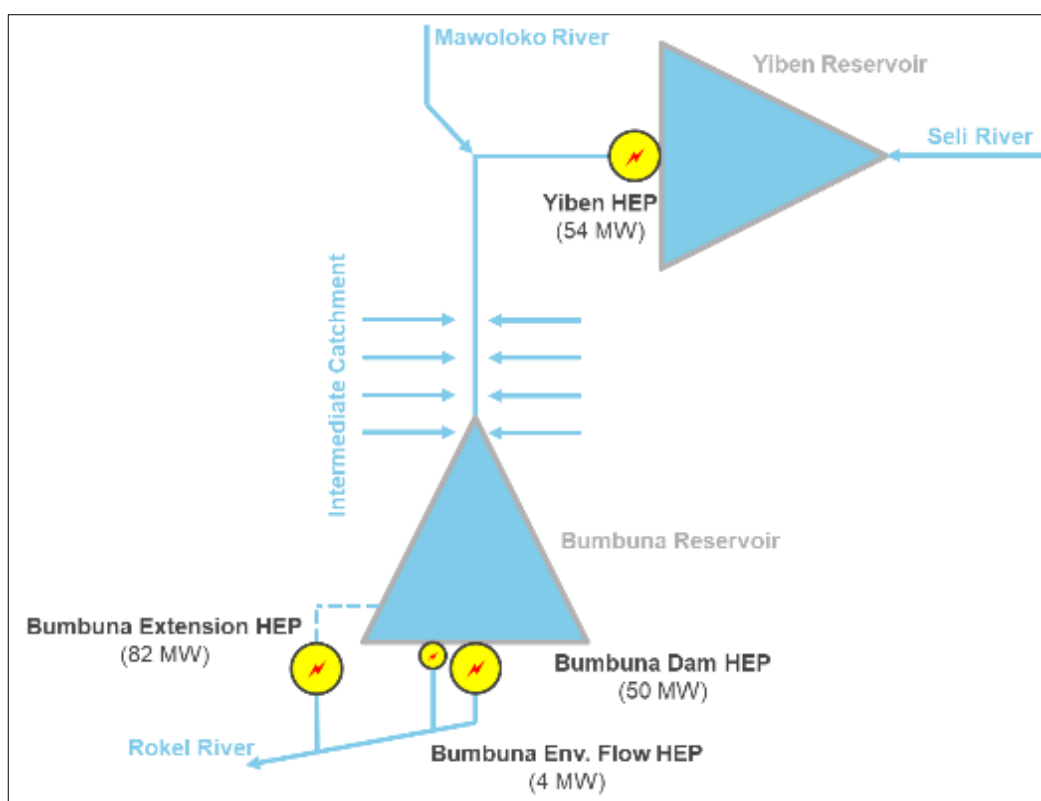 Mawoloko River
Yiben Reservoir
Seli River
Yiben HEP
(54 MW)
Intermediate Catchment
Bumbuna Reservoir
Bumbuna Extension HEP
(82 MW)
Bumbuna Dam HEP
(50 MW)
Rokel River
Bumbuna Env. Flow HEP
(4 MW)